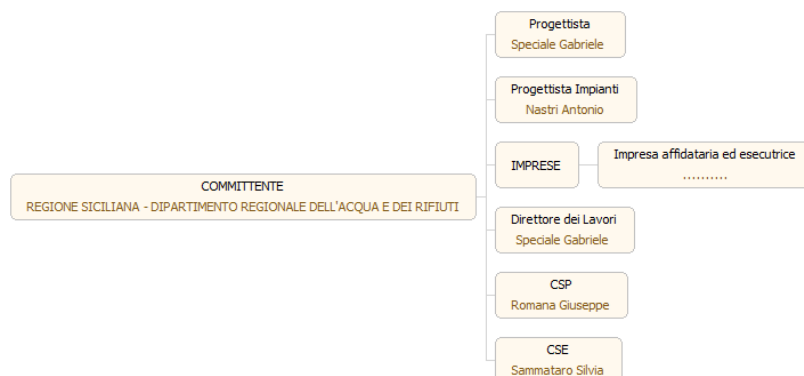 Progettista
Speciale Gabriele
Progettista Impianti
Nastri Antonio
IMPRESE
Impresa affidataria ed esecutrice
..........
COMMITTENTE
REGIONE SICILIANA - DIPARTIMENTO REGIONALE DELL'ACQUA E DEI RIFIUTI
Direttore dei Lavori
Speciale Gabriele
CSP
Romana Giuseppe
CSE
Sammataro Silvia